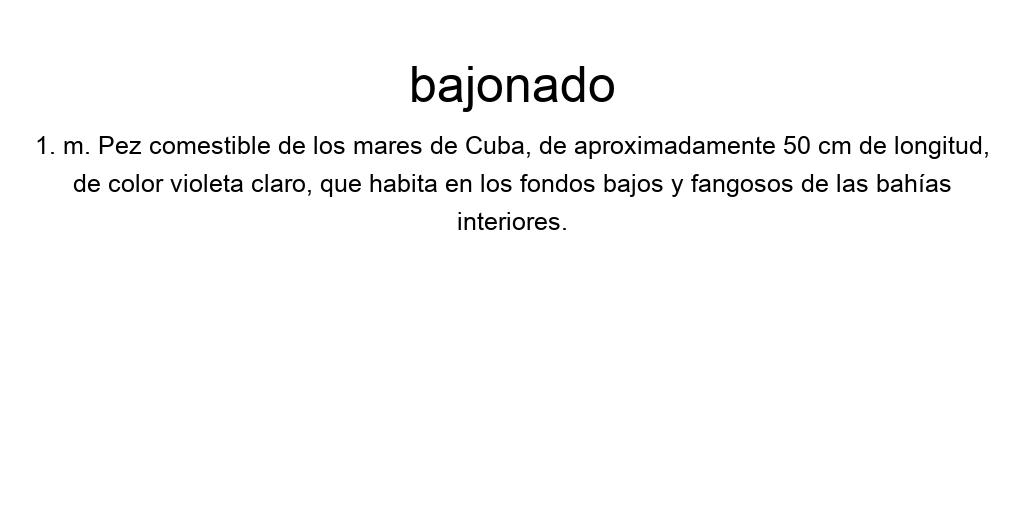 bajonado
1. m. Pez comestible de los mares de Cuba, de aproximadamente 50 cm de longitud,
de color violeta claro, que habita en los fondos bajos y fangosos de las bahías
interiores.